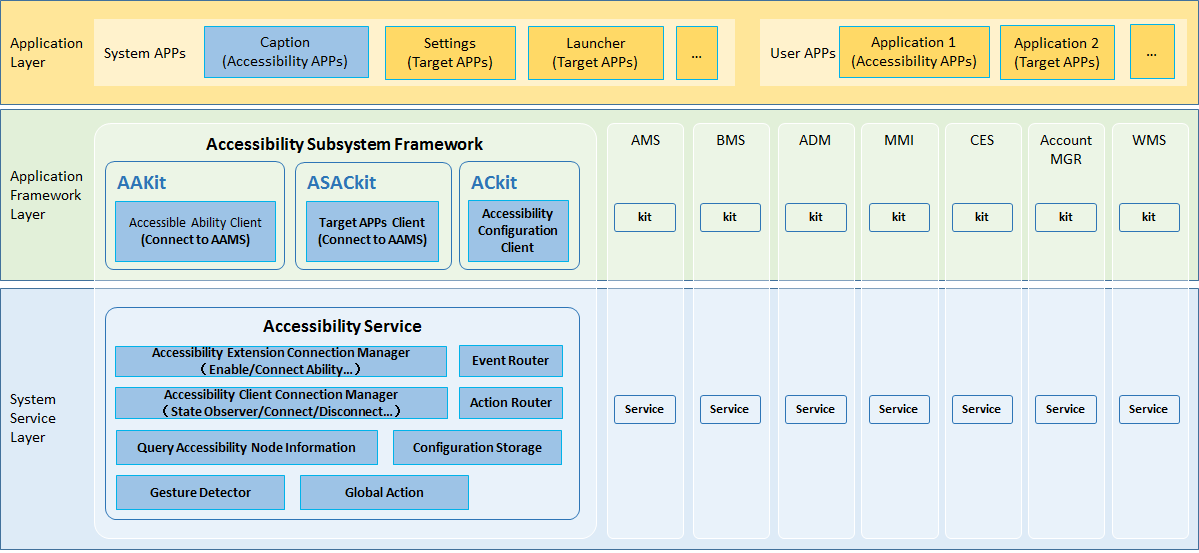 Application
Layer
System APPs
Caption
(Accessibility APPs)
Settings
(Target APPs)
Launcher
(Target APPs)
...
User APPs
Application 1
(Accessibility APPs)
Application 2
(Target APPs)
...
Application
Framework
Layer
Accessibility Subsystem Framework
AAKit
Accessible Ability Client
(Connect to AAMS)
ASACkit
Target APPs Client
(Connect to AAMS)
ACkit
Accessibility
Configuration
Client
AMS
BMS
ADM
MMI
CES
Account
MGR
WMS
kit
kit
kit
kit
kit
kit
kit
System
Service
Layer
Accessibility Service
Accessibility Extension Connection Manager
（Enable/Connect Ability...）
Event Router
Accessibility Client Connection Manager
（State Observer/Connect/Disconnect...）
Action Router
Query Accessibility Node Information
Configuration Storage
Gesture Detector
Global Action
Service
Service
Service
Service
Service
Service
Service